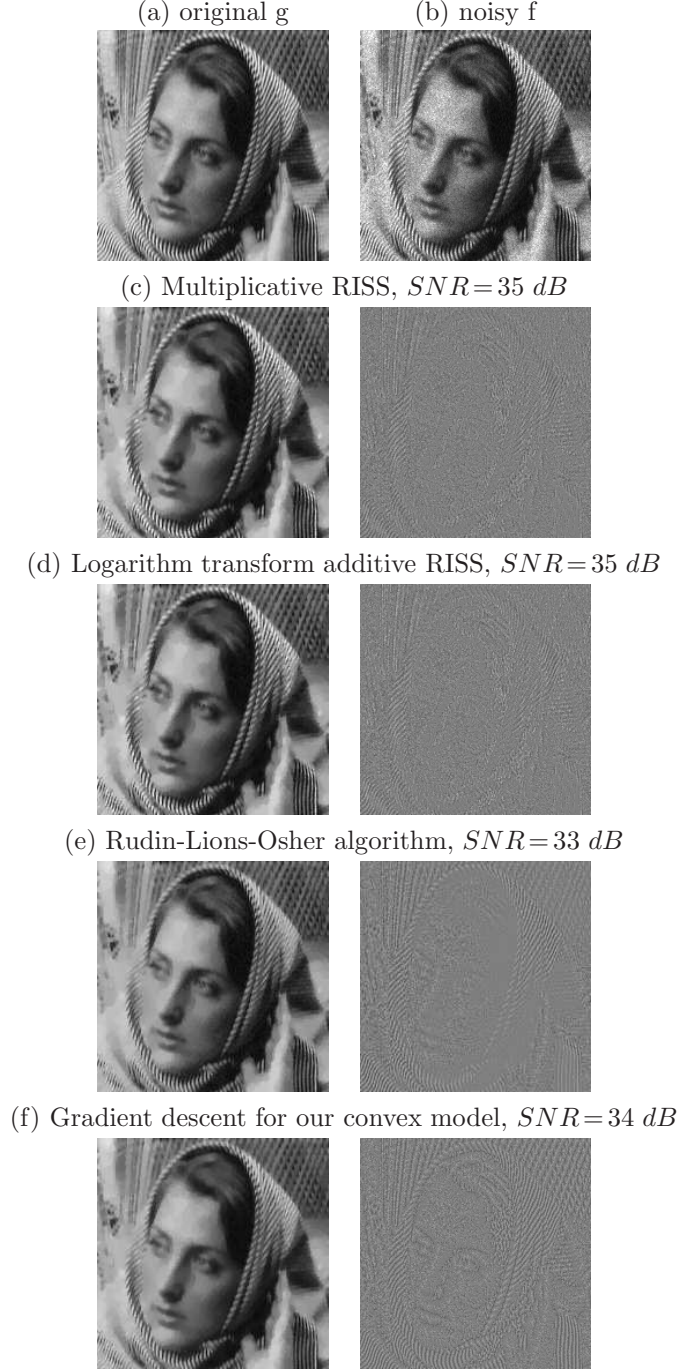 (a) original g
(b) noisy f
(c) Multiplicative RISS, SNR=35 dB
(d) Logarithm transform additive RISS, SNR=35 dB
(e) Rudin-Lions-Osher algorithm, SNR=33 dB
(f) Gradient descent for our convex model, SNR=34 dB